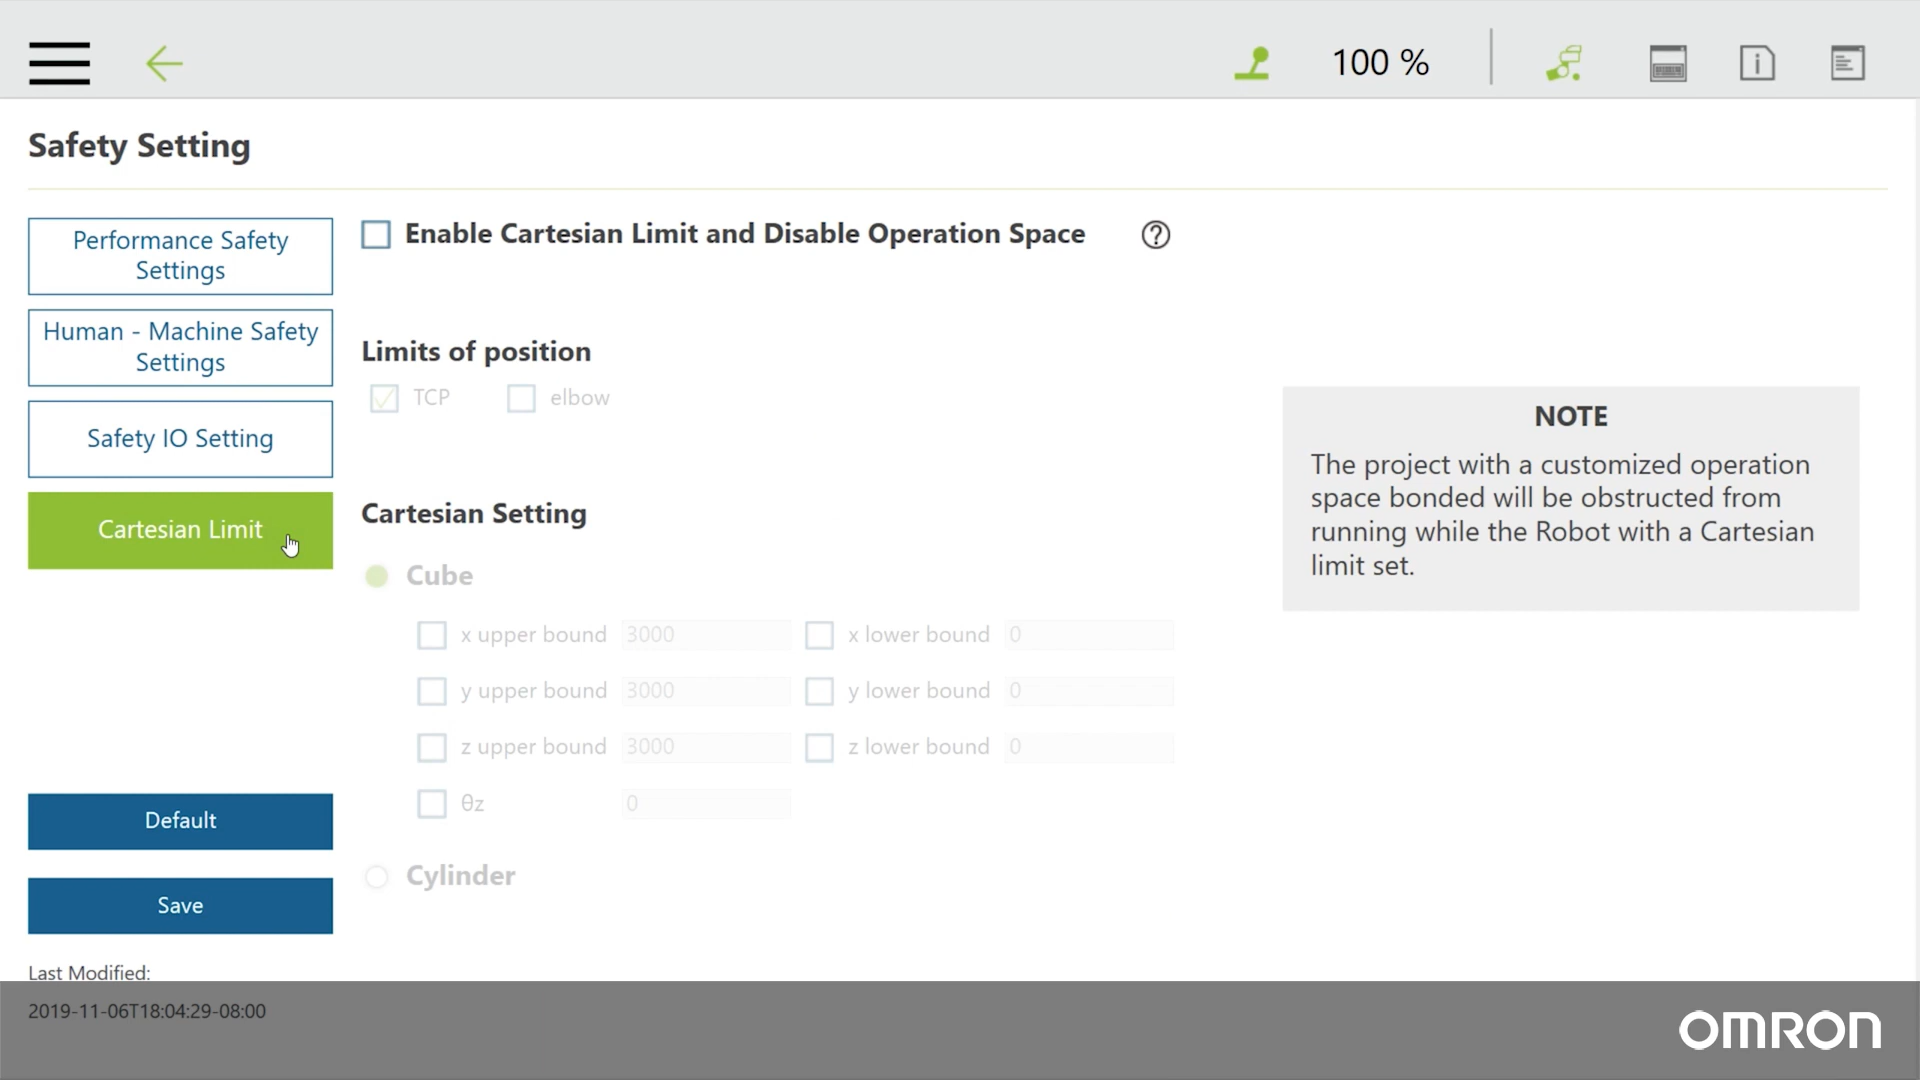 100 %
Safety Setting
Performance Safety
Settings
Human - Machine Safety
Settings
Safety IO Setting
Cartesian Limit
Default
Save
Last Modified:
2019-11-06T18:04:29-08:00
Enable Cartesian Limit and Disable Operation Space ?
Limits of position
TCP elbow
Cartesian Setting
Cube
x upper bound 3000 x lower bound 0
y upper bound 3000 y lower bound 0
z upper bound 3000 z lower bound 0
θz 0
Cylinder
NOTE
The project with a customized operation
space bonded will be obstructed from
running while the Robot with a Cartesian
limit set.
OMRON